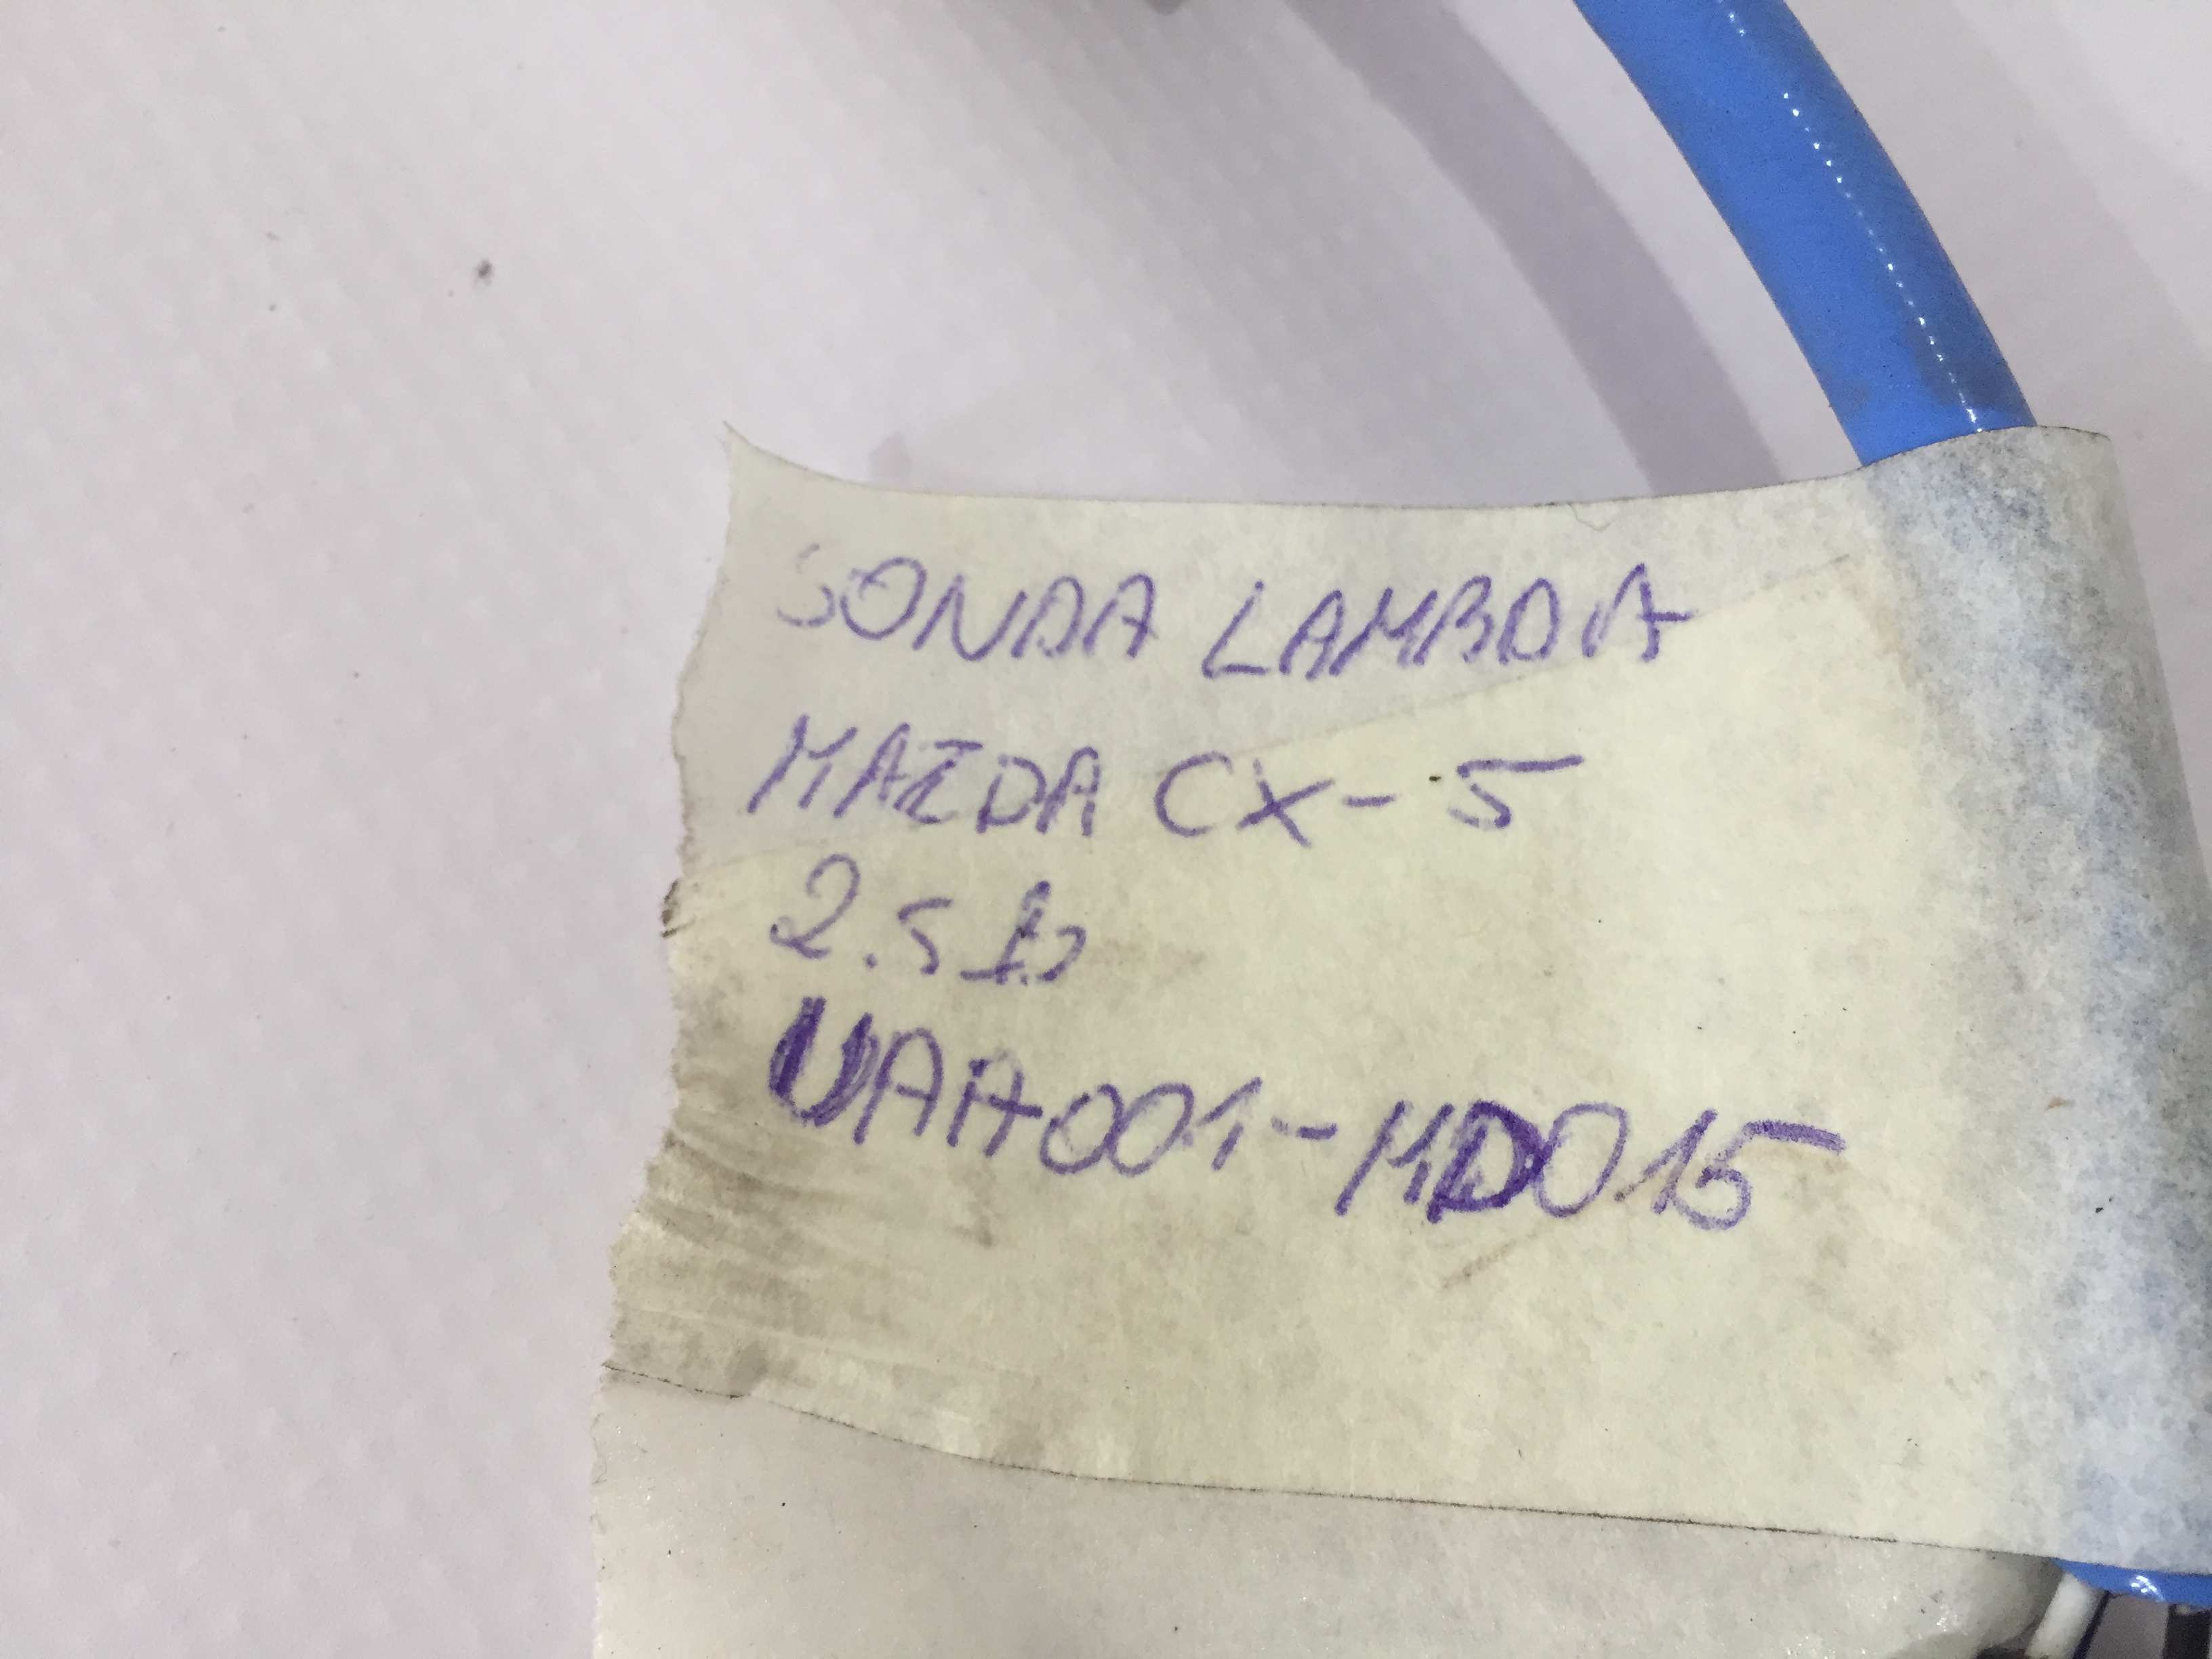 SONDA LAMBDA
MAZDA CX-5
2.5
UAA001-MD015